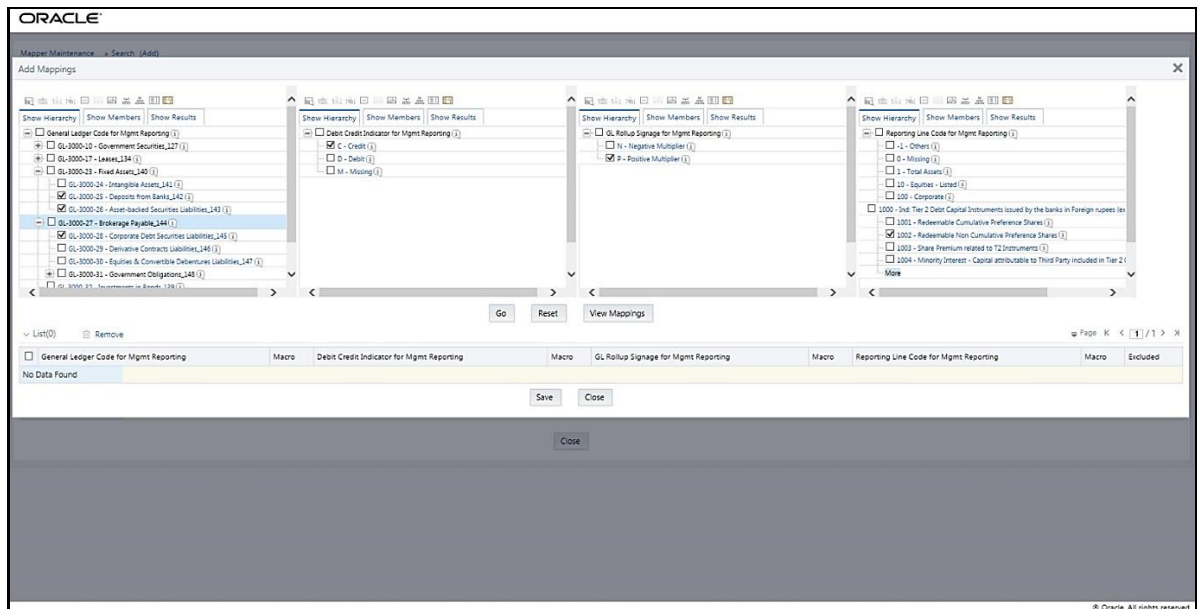 ORACLE
Mapper Maintenance > Search (Add)
Add Mappings
Show Hierarchy Show Members Show Results
General Ledger Code for Mgmt Reporting
GL-3000-10 - Government Securities_127
GL-3000-17 - Leases_134
GL-3000-23 - Fixed Assets_140
GL-3000-24 - Intangible Assets_141
GL-3000-25 - Deposits from Banks_142
GL-3000-26 - Asset-backed Securities Liabilities_143
GL-3000-27 - Brokerage Payable_144
GL-3000-28 - Corporate Debt Securities Liabilities_145
GL-3000-29 - Derivative Contracts Liabilities_146
GL-3000-30 - Equities & Convertible Debentures Liabilities_147
GL-3000-31 - Government Obligations_148
GL-3000-32 - Investments in Bonds_139
Show Hierarchy Show Members Show Results
Debit Credit Indicator for Mgmt Reporting
C - Credit
D - Debit
M - Missing
Show Hierarchy Show Members Show Results
GL Rollup Signage for Mgmt Reporting
N - Negative Multiplier
P - Positive Multiplier
Show Hierarchy Show Members Show Results
Reporting Line Code for Mgmt Reporting
-1 - Others
0 - Missing
1 - Total Assets
10 - Equities - Listed
100 - Corporate
1000 - Ind: Tier 2 Debt Capital Instruments issued by the banks in Foreign rupees (ex
1001 - Redeemable Cumulative Preference Shares
1002 - Redeemable Non Cumulative Preference Shares
1003 - Share Premium related to T2 Instruments
1004 - Minority Interest - Capital attributable to Third Party included in Tier 2 C
More
Go Reset View Mappings
List(0) Remove Page 1 / 1
General Ledger Code for Mgmt Reporting Macro Debit Credit Indicator for Mgmt Reporting Macro GL Rollup Signage for Mgmt Reporting Macro Reporting Line Code for Mgmt Reporting Macro Excluded
No Data Found
Save Close
Close
© Oracle. All rights reserved